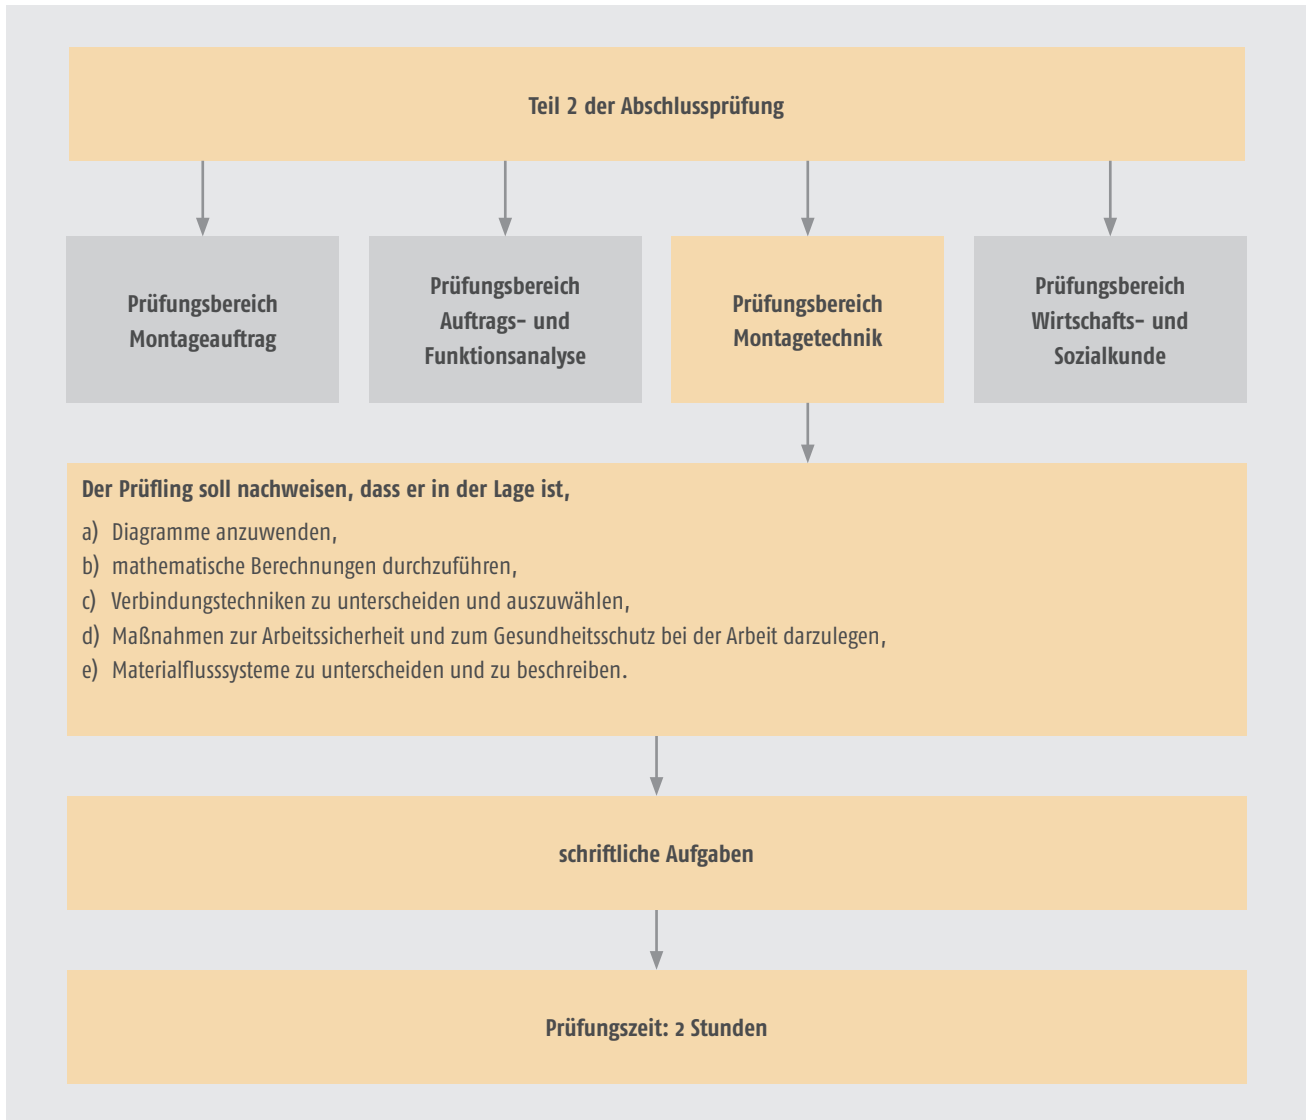 Teil 2 der Abschlussprüfung
Prüfungsbereich
Montageauftrag
Prüfungsbereich
Auftrags- und
Funktionsanalyse
Prüfungsbereich
Montagetechnik
Prüfungsbereich
Wirtschafts- und
Sozialkunde
Der Prüfling soll nachweisen, dass er in der Lage ist,
a) Diagramme anzuwenden,
b) mathematische Berechnungen durchzuführen,
c) Verbindungstechniken zu unterscheiden und auszuwählen,
d) Maßnahmen zur Arbeitssicherheit und zum Gesundheitsschutz bei der Arbeit darzulegen,
e) Materialflusssysteme zu unterscheiden und zu beschreiben.
schriftliche Aufgaben
Prüfungszeit: 2 Stunden